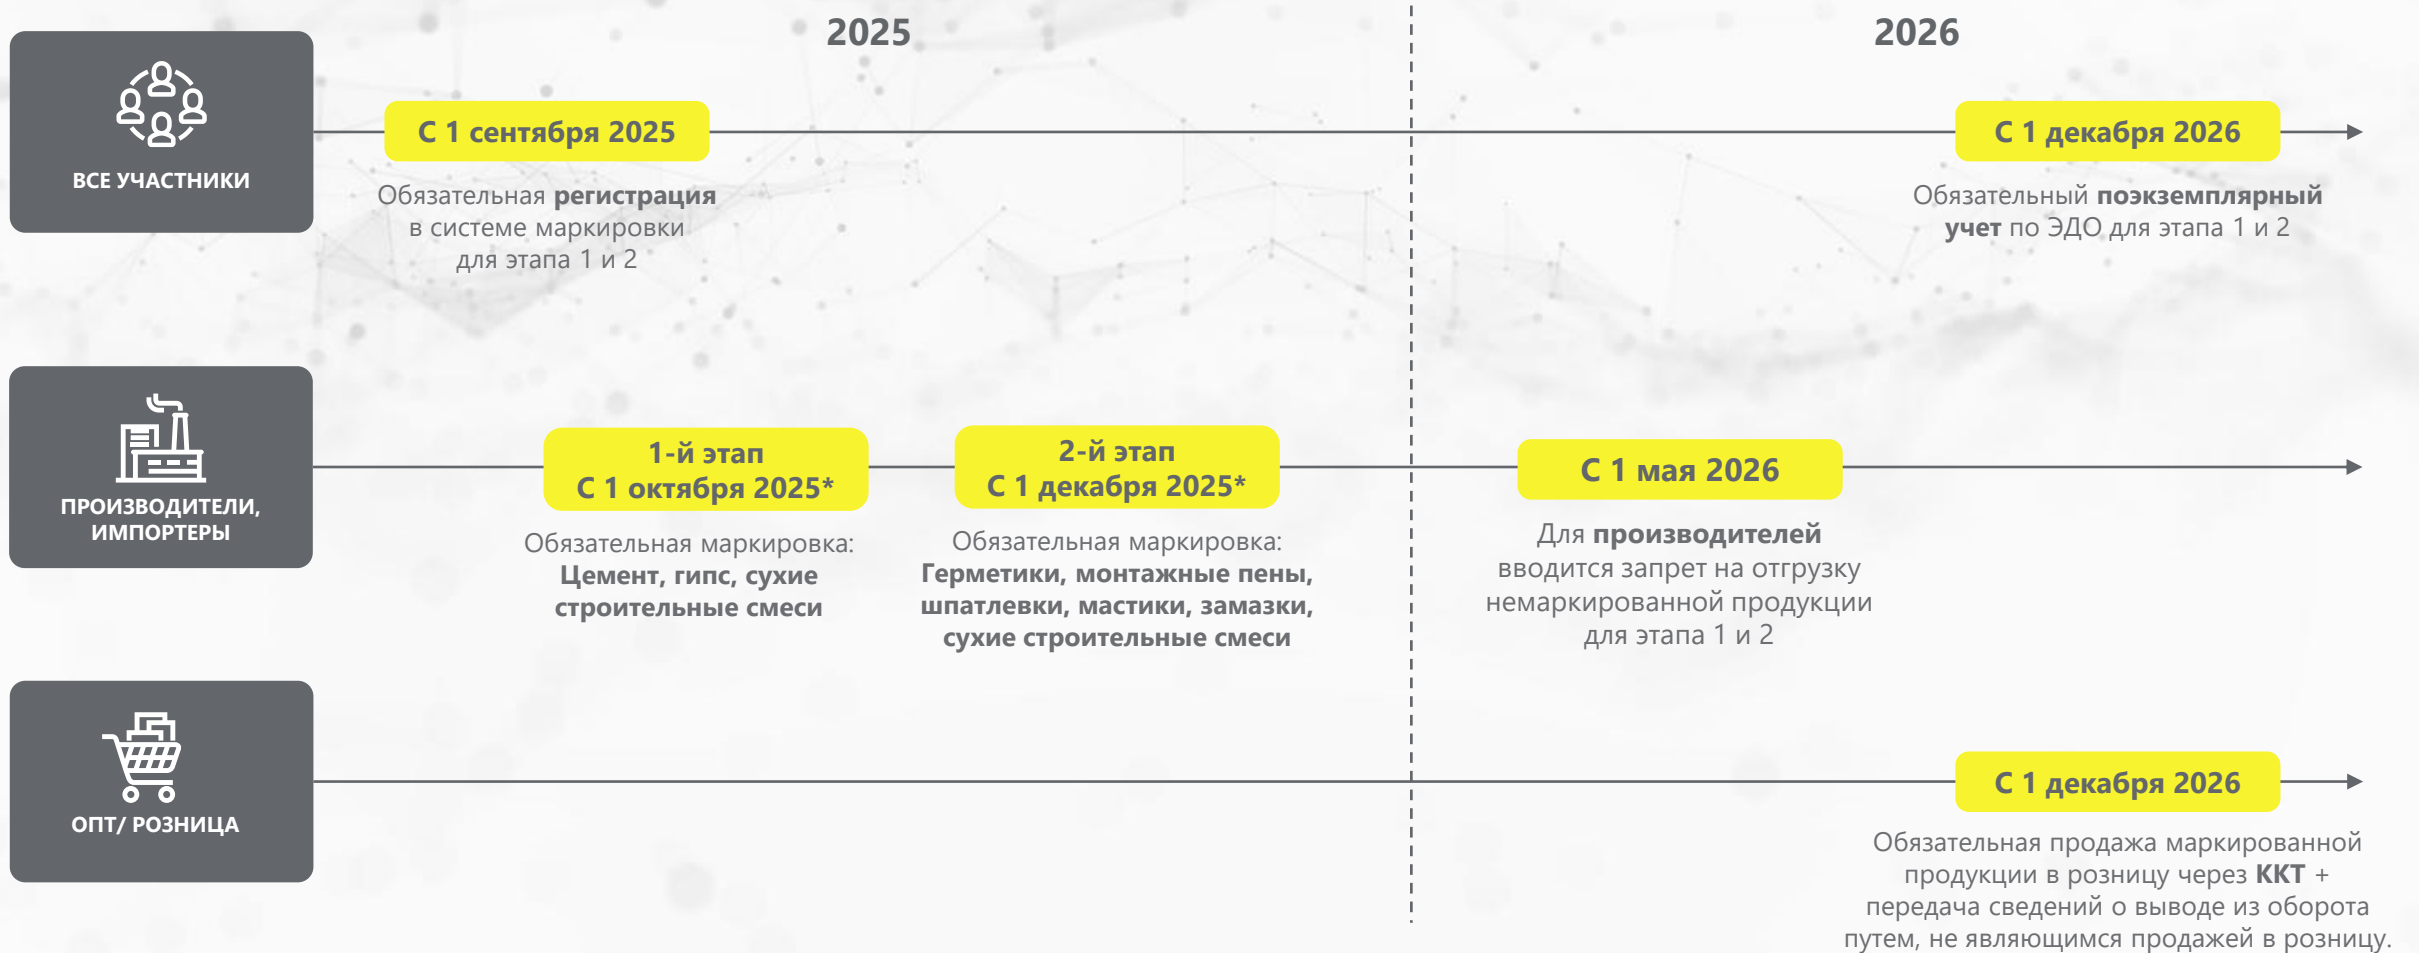 2025
2026
ВСЕ УЧАСТНИКИ
С 1 сентября 2025
Обязательная регистрация
в системе маркировки
для этапа 1 и 2
С 1 декабря 2026
Обязательный поэкземплярный
учет по ЭДО для этапа 1 и 2
ПРОИЗВОДИТЕЛИ,
ИМПОРТЕРЫ
1-й этап
С 1 октября 2025*
Обязательная маркировка:
Цемент, гипс, сухие
строительные смеси
2-й этап
С 1 декабря 2025*
Обязательная маркировка:
Герметики, монтажные пены,
шпатлевки, мастики, замазки,
сухие строительные смеси
С 1 мая 2026
Для производителей
вводится запрет на отгрузку
немаркированной продукции
для этапа 1 и 2
ОПТ/ РОЗНИЦА
С 1 декабря 2026
Обязательная продажа маркированной
продукции в розницу через ККТ +
передача сведений о выводе из оборота
путем, не являющимся продажей в розницу.